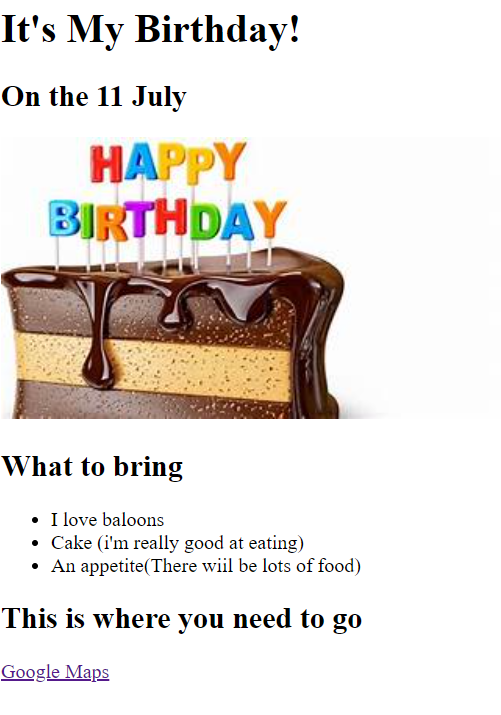 It's My Birthday!
On the 11 July
HAPPY
BIRTHDAY
What to bring
I love baloons
Cake (i'm really good at eating)
An appetite(There wiil be lots of food)
This is where you need to go
Google Maps